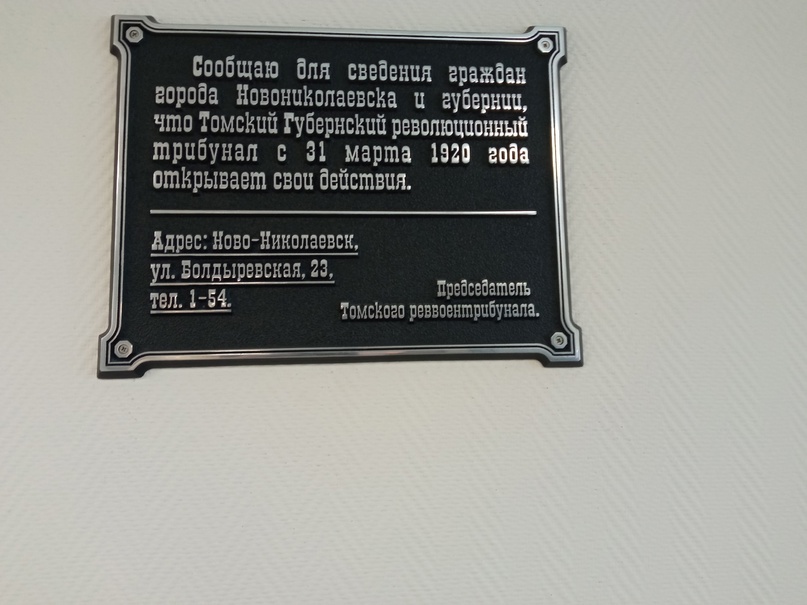 Сообщаю для сведения граждан
города Новониколаевска и губернии,
что Томский Губернский революционный
трибунал с 31 марта 1920 года
открывает свои действия.
Адрес: Ново-Николаевск,
ул. Болдыревская, 23,
тел. 1-54.
Председатель
Томского реввоентрибунала.